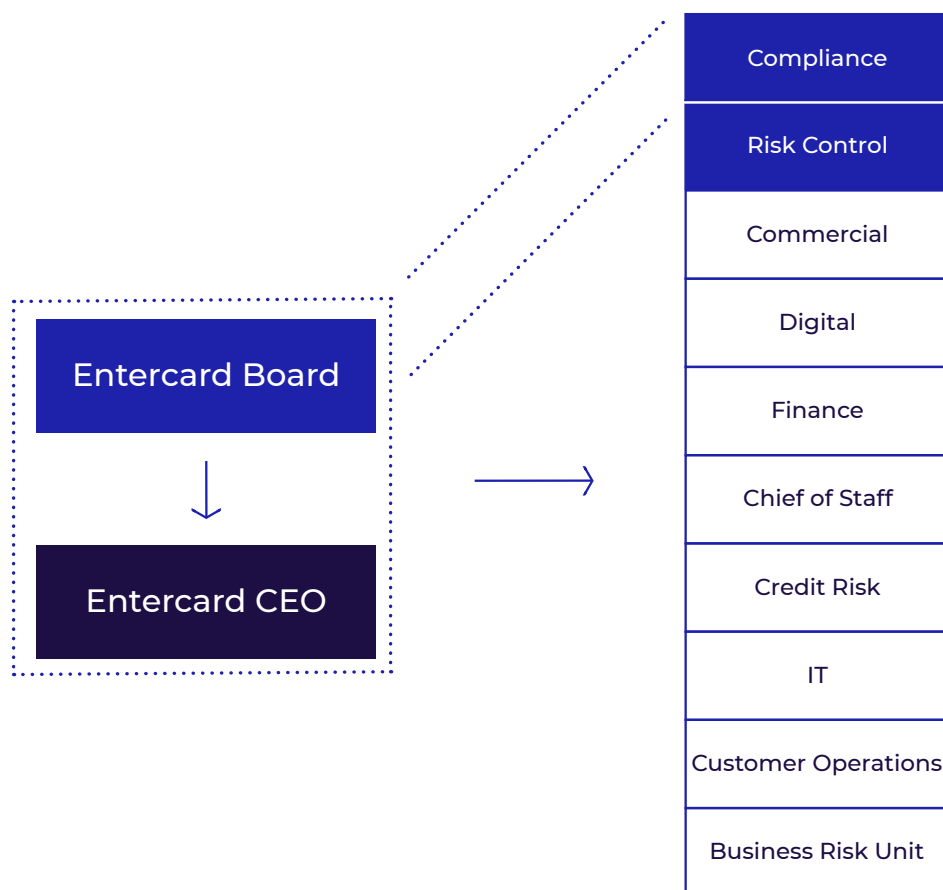 Compliance
Risk Control
Commercial
Digital
Finance
Chief of Staff
Credit Risk
IT
Customer Operations
Business Risk Unit
Entercard Board
Entercard CEO